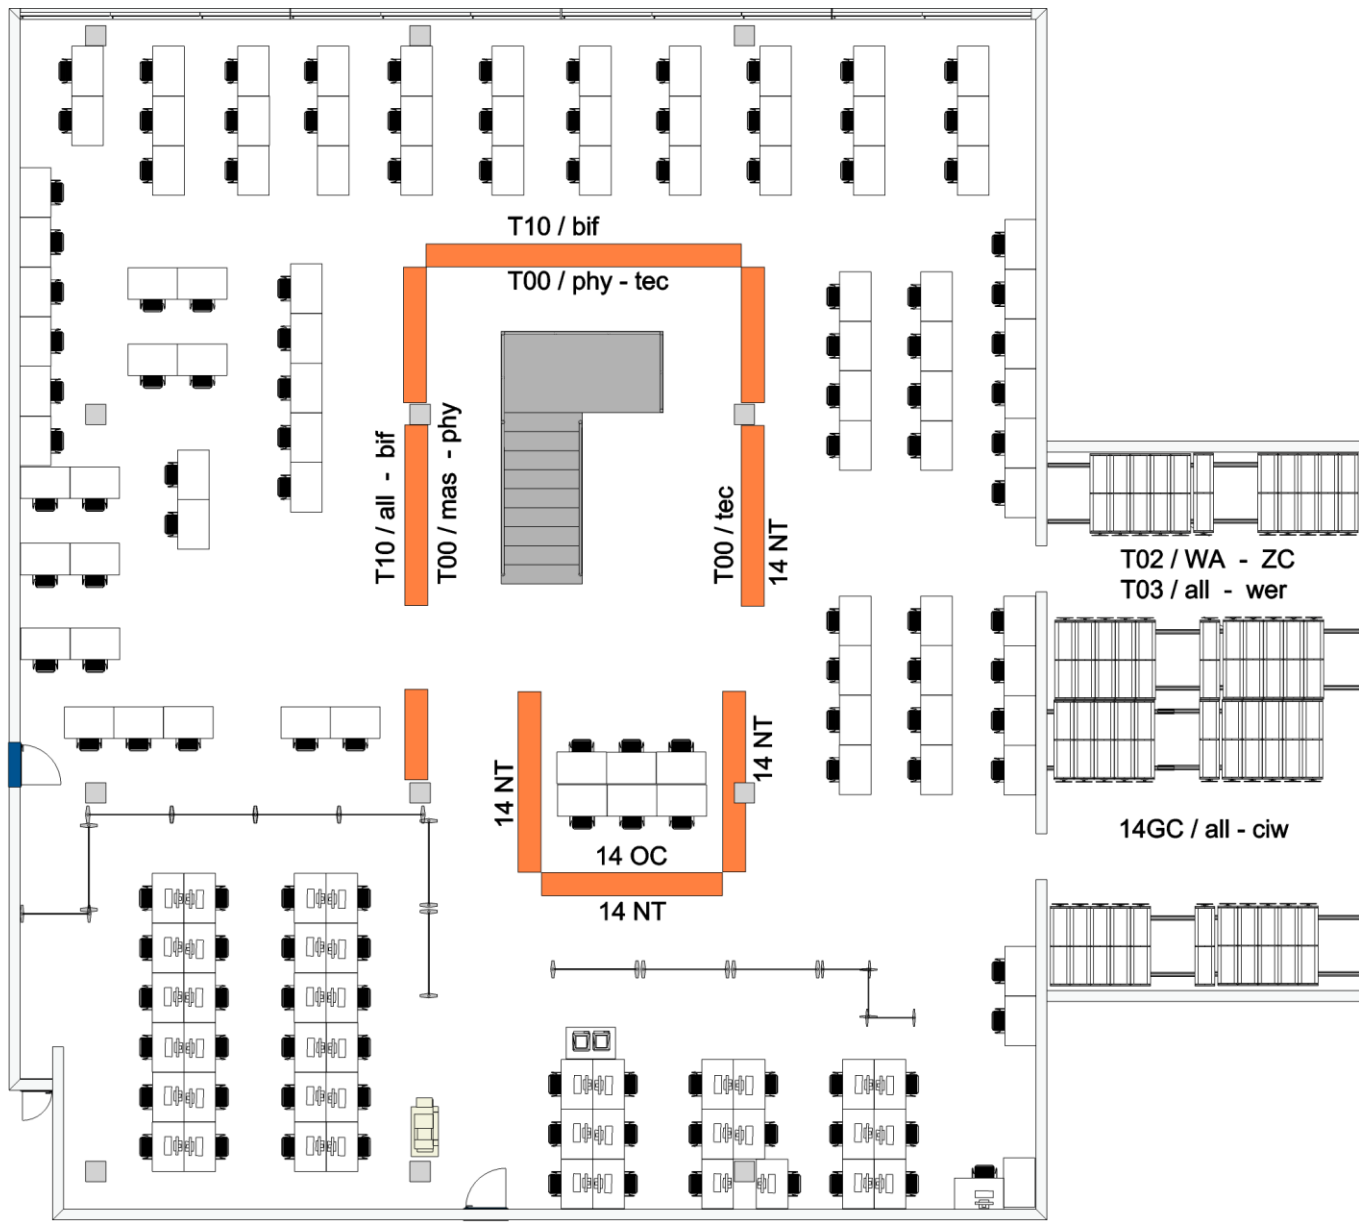 T10 / bif
T00 / phy - tec
T10 / all - bif
T00 / mas - phy
T00 / tec
14 NT
T02 / WA - ZC
T03 / all - wer
14 NT
14 NT
14 OC
14 NT
14GC / all - ciw